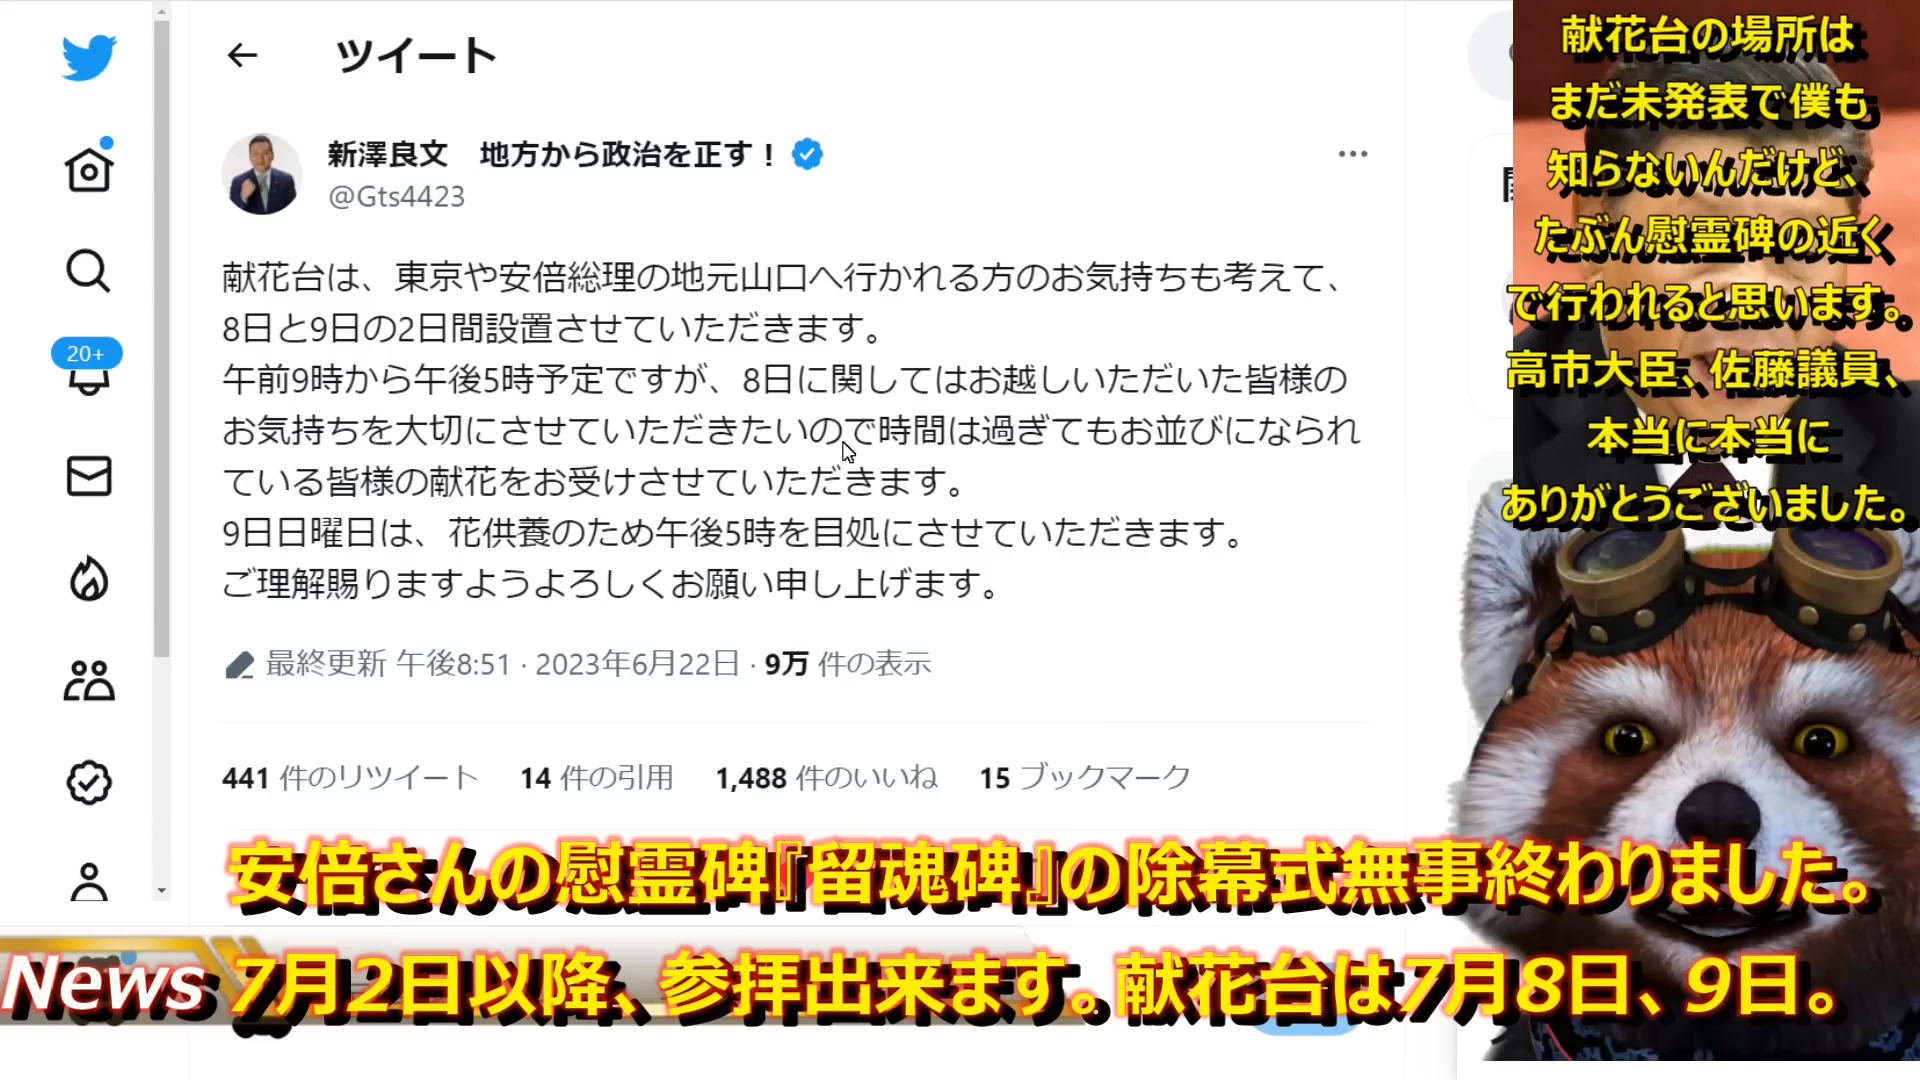 ツイート
新澤良文　地方から政治を正す！
@Gts4423
献花台は、東京や安倍総理の地元山口へ行かれる方のお気持ちも考えて、
8日と9日の2日間設置させていただきます。
午前9時から午後5時予定ですが、8日に関してはお越しいただいた皆様の
お気持ちを大切にさせていただきたいので時間は過ぎてもお並びになられ
ている皆様の献花をお受けさせていただきます。
9日日曜日は、花供養のため午後5時を目処にさせていただきます。
ご理解賜りますようよろしくお願い申し上げます。
最終更新 午後8:51 · 2023年6月22日 · 9万 件の表示
441 件のリツイート 14 件の引用 1,488 件のいいね 15 ブックマーク
20+
献花台の場所は
まだ未発表で僕も
知らないんだけど、
たぶん慰霊碑の近く
で行われると思います。
高市大臣、佐藤議員、
本当に本当に
ありがとうございました。
安倍さんの慰霊碑『留魂碑』の除幕式無事終わりました。
News
7月2日以降、参拝出来ます。献花台は7月8日、9日。